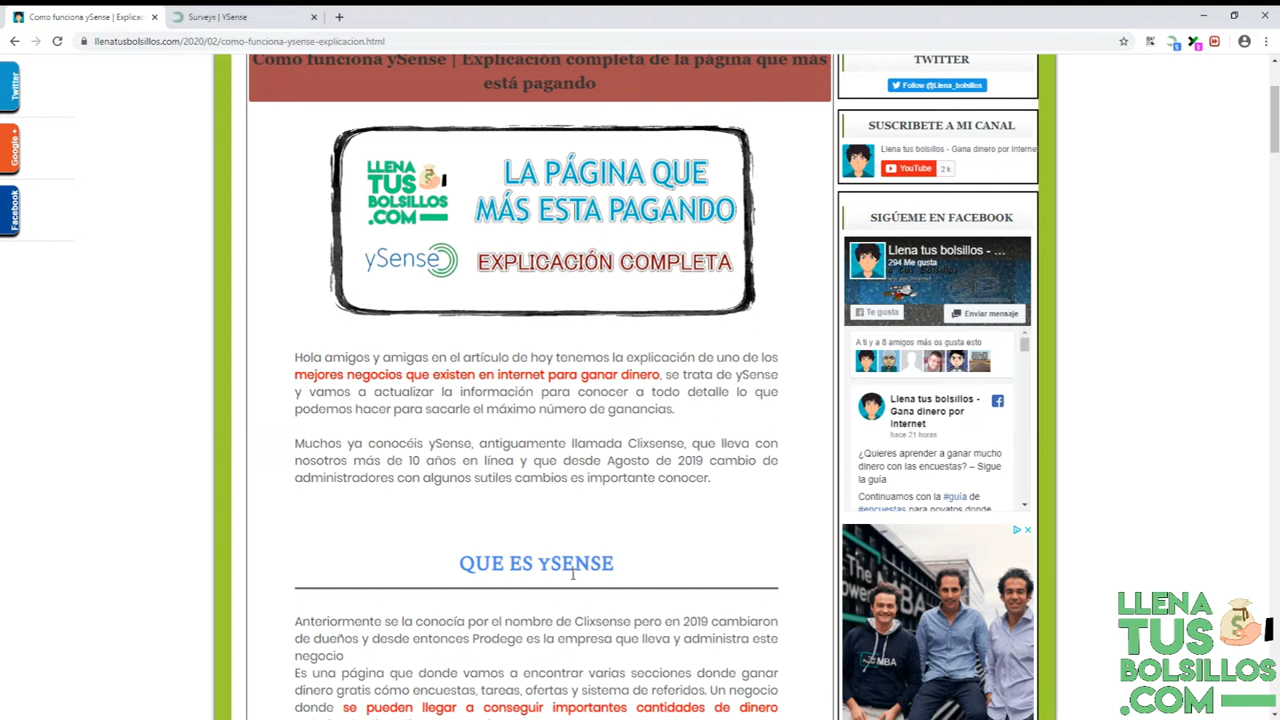 Como funciona ySense | Explicac
Surveys | YSense
llenatusbolsillos.com/2020/02/como-funciona-ysense-explicacion.html
Twitter
Google +
Facebook
Como funciona ySense | Explicación completa de la página que más
está pagando
LLENA
TUS
BOLSILLOS
.COM
LA PÁGINA QUE
MÁS ESTA PAGANDO
ySense
EXPLICACIÓN COMPLETA
Hola amigos y amigas en el artículo de hoy tenemos la explicación de uno de los
mejores negocios que existen en internet para ganar dinero, se trata de ySense
y vamos a actualizar la información para conocer a todo detalle lo que
podemos hacer para sacarle el máximo número de ganancias.
Muchos ya conocéis ySense, antiguamente llamada Clixsense, que lleva con
nosotros más de 10 años en línea y que desde Agosto de 2019 cambio de
administradores con algunos sutiles cambios es importante conocer.
QUE ES YSENSE
Anteriormente se la conocía por el nombre de Clixsense pero en 2019 cambiaron
de dueños y desde entonces Prodege es la empresa que lleva y administra este
negocio
Es una página que donde vamos a encontrar varias secciones donde ganar
dinero gratis cómo encuestas, tareas, ofertas y sistema de referidos. Un negocio
donde se pueden llegar a conseguir importantes cantidades de dinero
TWITTER
Follow @Llena_bolsillos
SUSCRIBETE A MI CANAL
Llena tus bolsillos - Gana dinero por Interne
YouTube 2 k
SIGÚEME EN FACEBOOK
Llena tus bolsillos - ...
294 Me gusta
Te gusta
Enviar mensaje
A ti y a 8 amigos más os gusta esto
Llena tus bolsillos -
Gana dinero por
Internet
hace 21 horas
¿Quieres aprender a ganar mucho
dinero con las encuestas? – Sigue
la guía
Continuamos con la #guía de
#encuestas para novatos donde
MBA
LLENA
TUS
BOLSILLOS
.COM